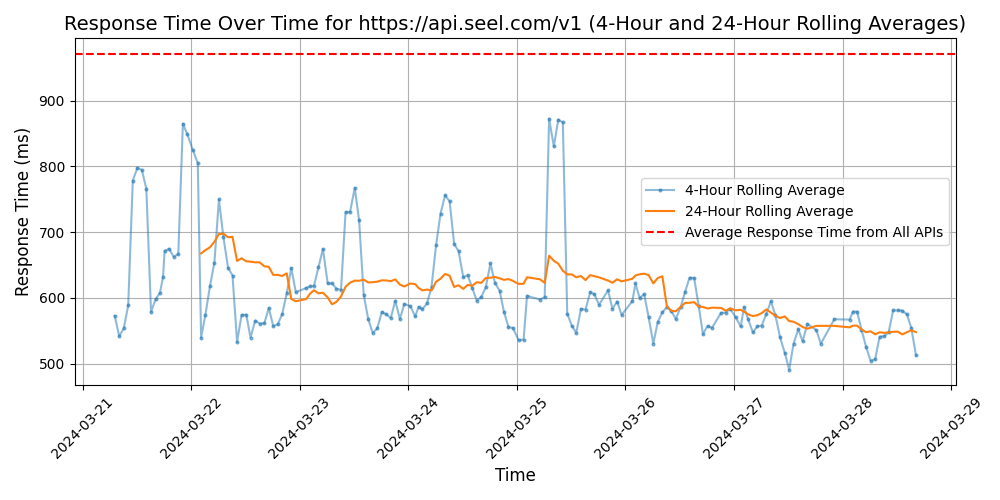 Response Time Over Time for https://api.seel.com/v1 (4-Hour and 24-Hour Rolling Averages)
Response Time (ms)
900
800
700
600
500
4-Hour Rolling Average
24-Hour Rolling Average
Average Response Time from All APIs
2024-03-21
2024-03-22
2024-03-23
2024-03-24
2024-03-25
2024-03-26
2024-03-27
2024-03-28
2024-03-29
Time